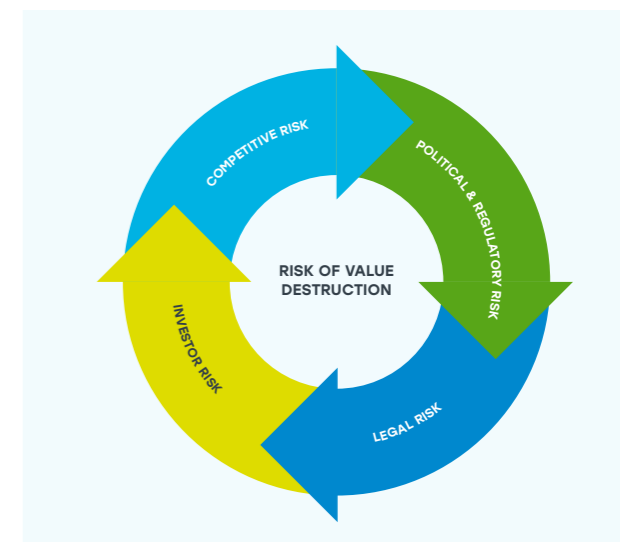 COMPETITIVE RISK
POLITICAL & REGULATORY RISK
RISK OF VALUE
DESTRUCTION
INVESTOR RISK
LEGAL RISK